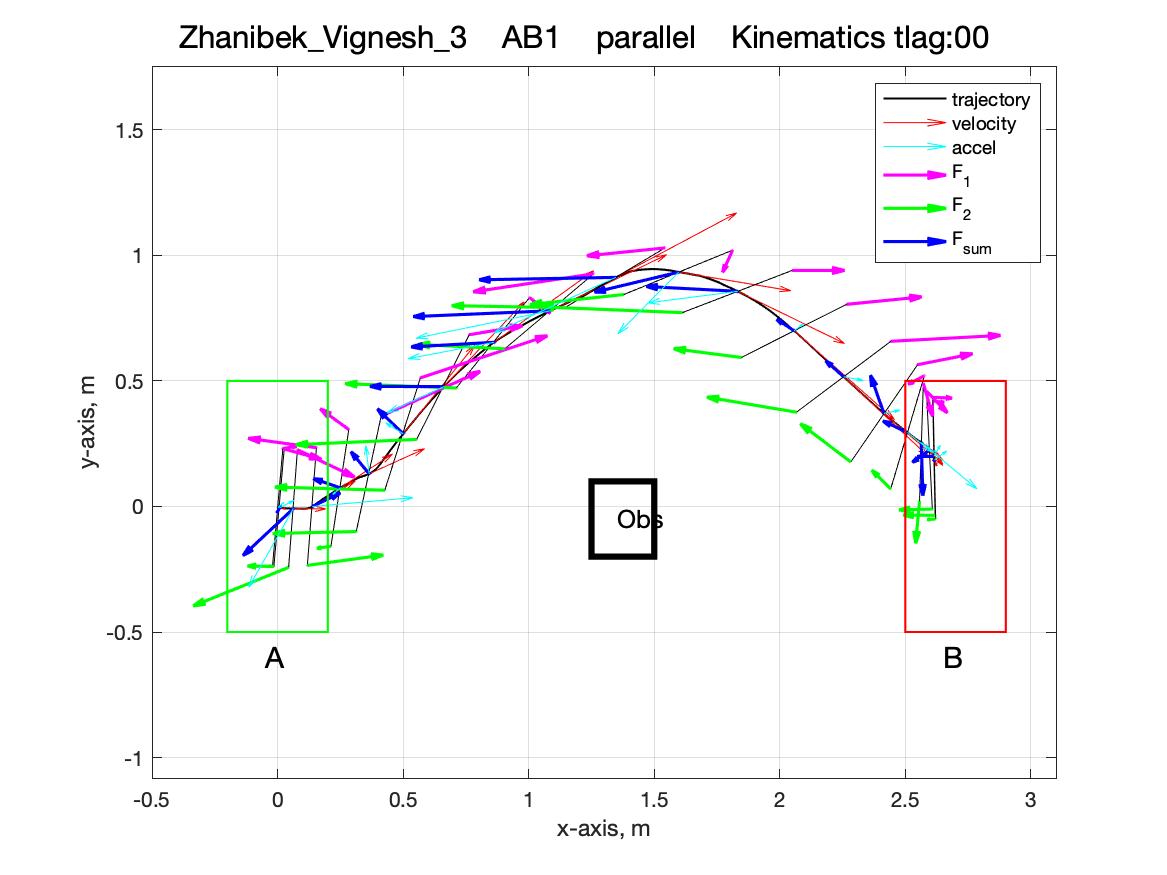 Zhanibek_Vignesh_3 AB1 parallel Kinematics tlag:00
trajectory
velocity
accel
F1
F2
Fsum
1.5
1
0.5
0
-0.5
-1
y-axis, m
Obs
A
B
-0.5 0 0.5 1 1.5 2 2.5 3
x-axis, m